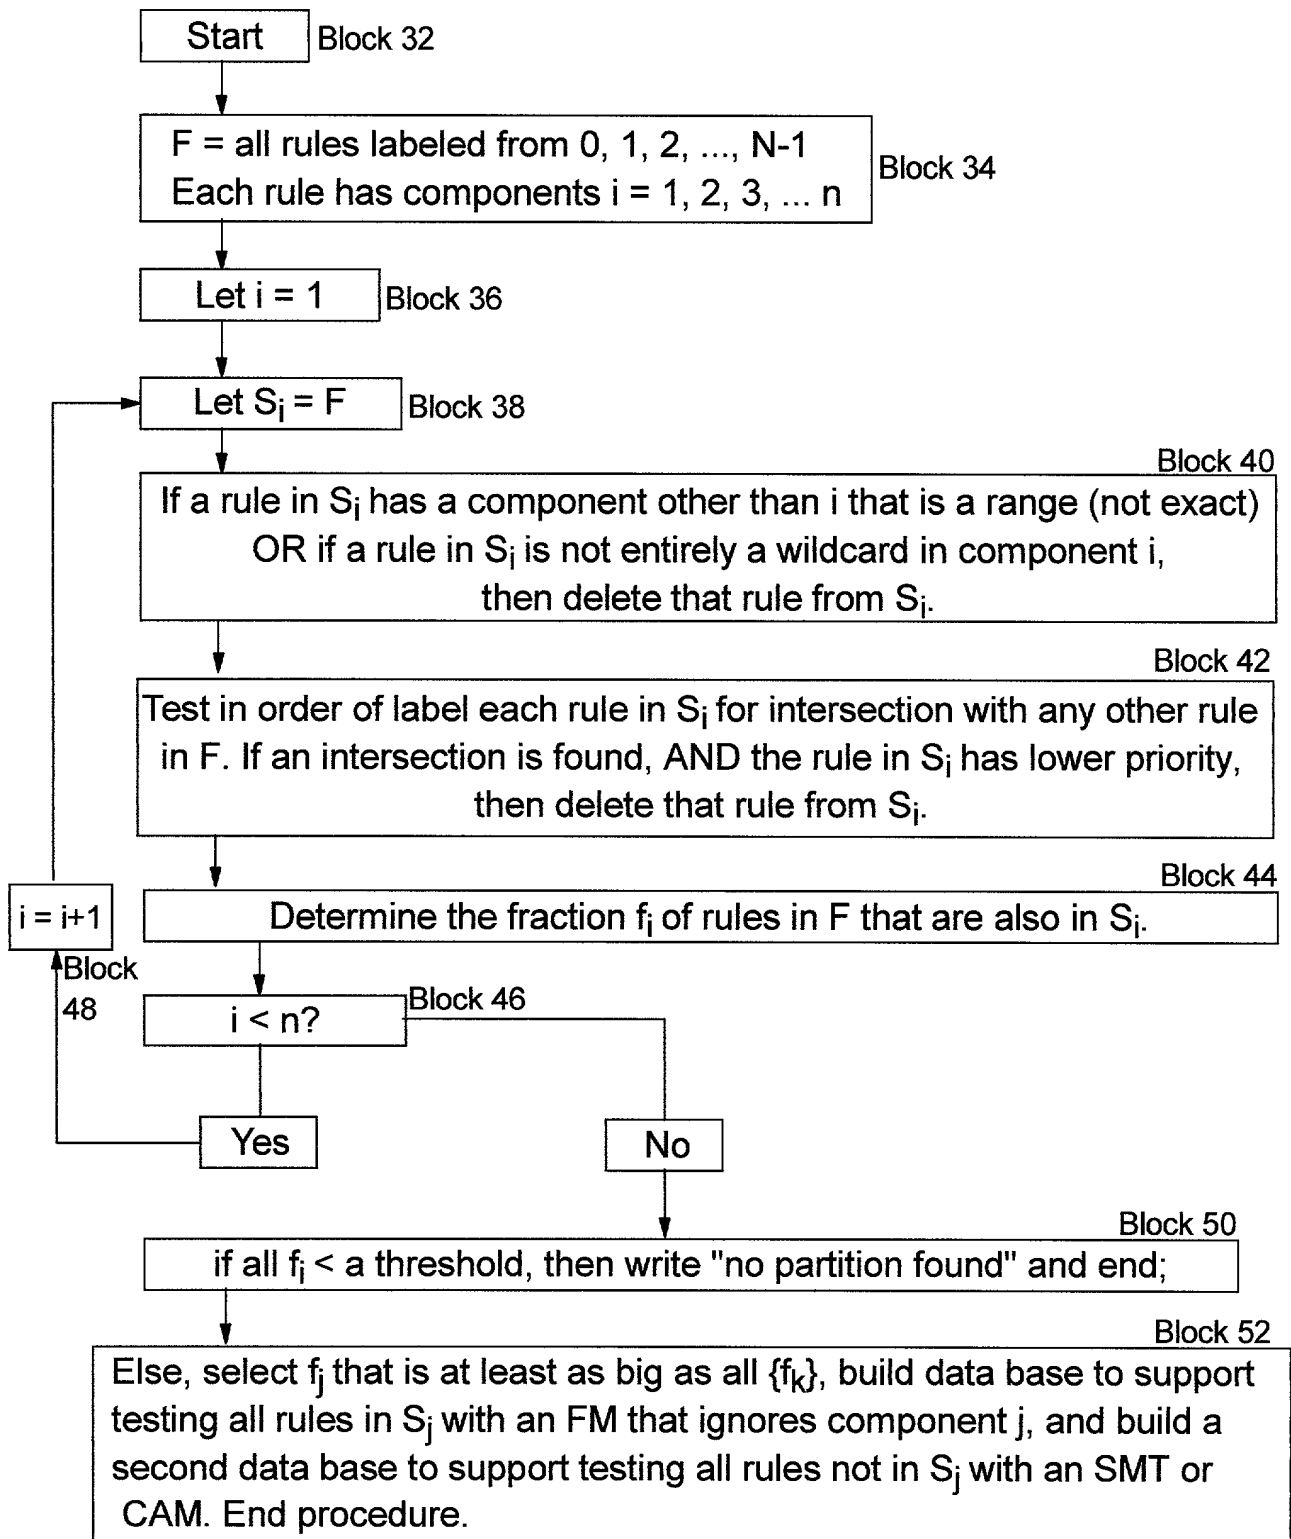 Start
Block 32
F = all rules labeled from 0, 1, 2, ..., N-1
Each rule has components i = 1, 2, 3, ... n
Block 34
Let i = 1
Block 36
Let Si = F
Block 38
Block 40
If a rule in Si has a component other than i that is a range (not exact)
OR if a rule in Si is not entirely a wildcard in component i,
then delete that rule from Si.
Block 42
Test in order of label each rule in Si for intersection with any other rule
in F. If an intersection is found, AND the rule in Si has lower priority,
then delete that rule from Si.
Block 44
i = i+1
Determine the fraction fi of rules in F that are also in Si.
Block
48
Block 46
i < n?
Yes
No
Block 50
if all fi < a threshold, then write "no partition found" and end;
Block 52
Else, select fj that is at least as big as all {fk}, build data base to support
testing all rules in Sj with an FM that ignores component j, and build a
second data base to support testing all rules not in Sj with an SMT or
CAM. End procedure.